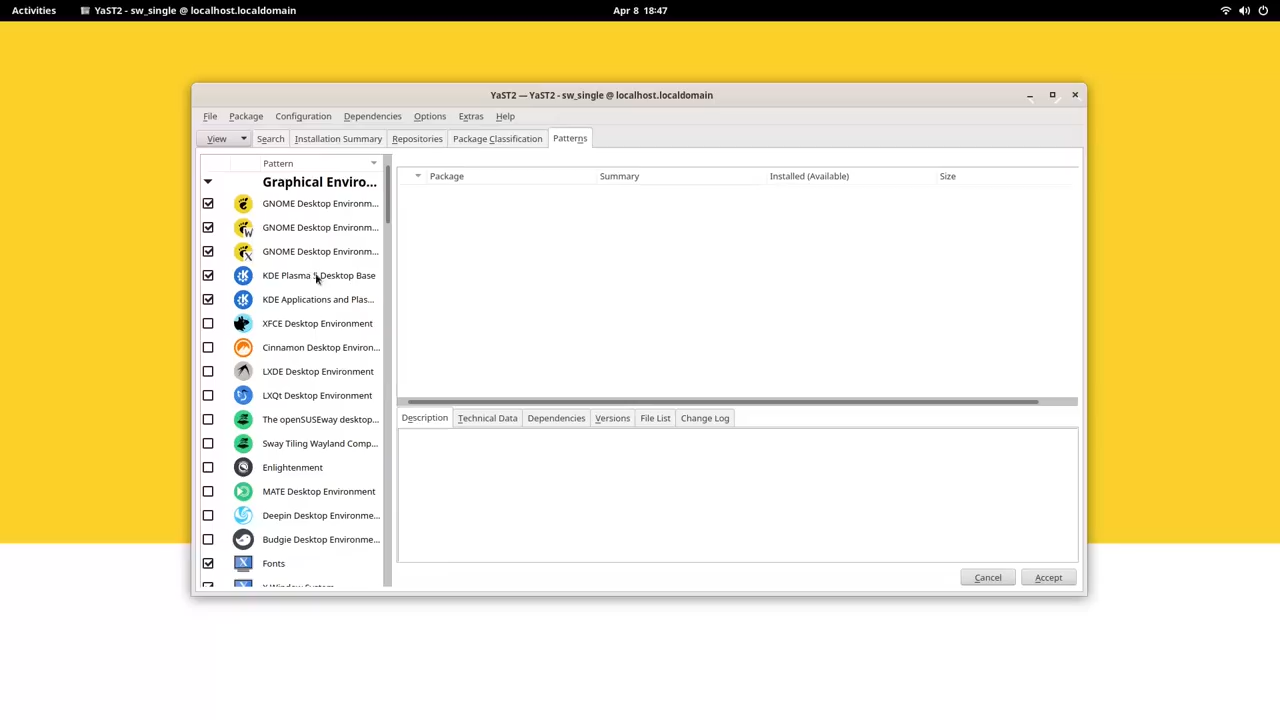 Activities
YaST2 - sw_single @ localhost.localdomain
Apr 8 18:47
YaST2 — YaST2 - sw_single @ localhost.localdomain
File Package Configuration Dependencies Options Extras Help
View Search Installation Summary Repositories Package Classification Patterns
Pattern
Graphical Enviro...
GNOME Desktop Environm...
GNOME Desktop Environm...
GNOME Desktop Environm...
KDE Plasma 5 Desktop Base
KDE Applications and Plas...
XFCE Desktop Environment
Cinnamon Desktop Environ...
LXDE Desktop Environment
LXQt Desktop Environment
The openSUSEway desktop...
Sway Tiling Wayland Comp...
Enlightenment
MATE Desktop Environment
Deepin Desktop Environme...
Budgie Desktop Environme...
Fonts
X Window System
Package Summary Installed (Available) Size
Description Technical Data Dependencies Versions File List Change Log
Cancel Accept